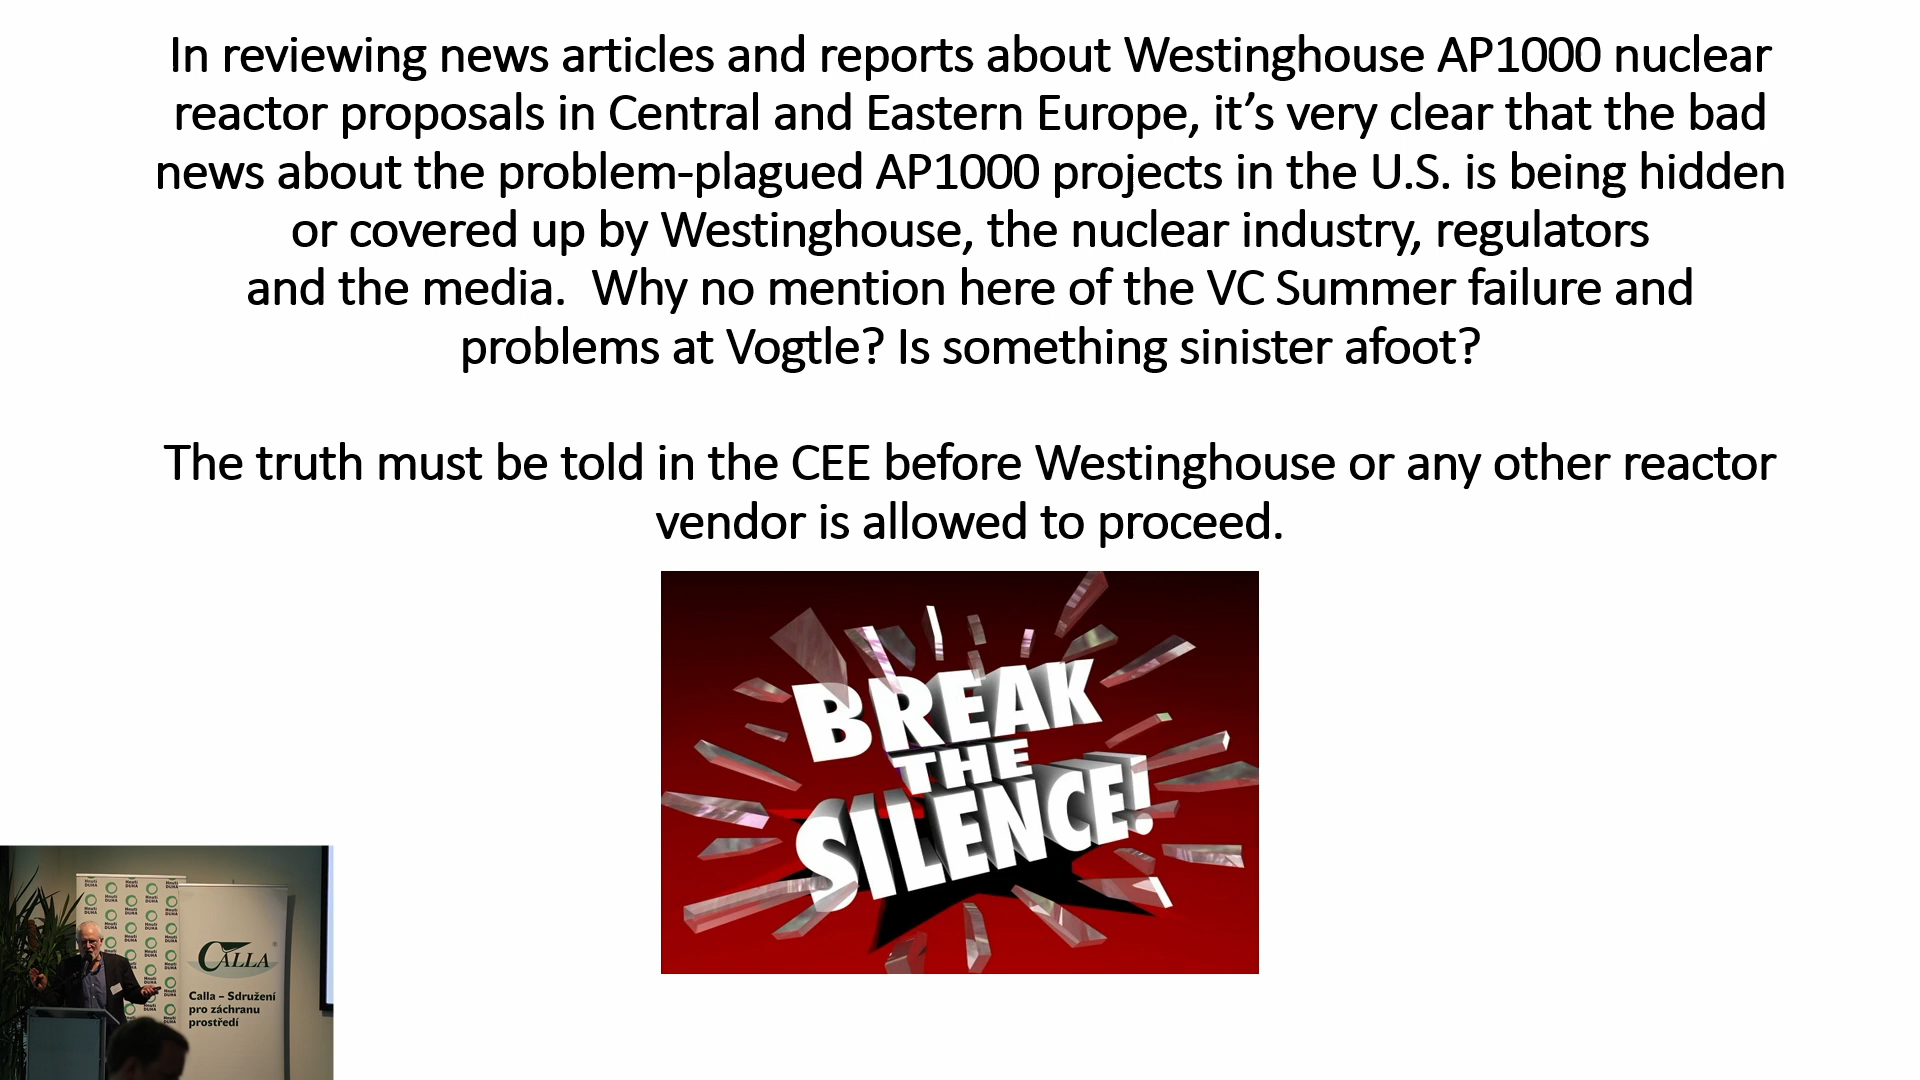 In reviewing news articles and reports about Westinghouse AP1000 nuclear
reactor proposals in Central and Eastern Europe, it’s very clear that the bad
news about the problem-plagued AP1000 projects in the U.S. is being hidden
or covered up by Westinghouse, the nuclear industry, regulators
and the media.  Why no mention here of the VC Summer failure and
problems at Vogtle? Is something sinister afoot?
The truth must be told in the CEE before Westinghouse or any other reactor
vendor is allowed to proceed.
BREAK
THE
SILENCE!
Hnutí
DUHA
CALLA
Calla – Sdružení
pro záchranu
prostředí